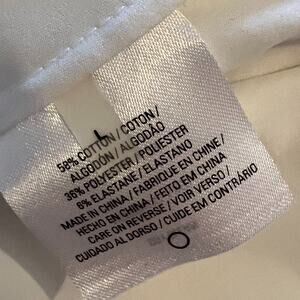 L
58% COTTON / COTON /
ALGODÓN / ALGODÃO
36% POLYESTER / POLIÉSTER
6% ELASTANE / ELASTANO
MADE IN CHINA / FABRIQUÉ EN CHINE /
HECHO EN CHINA / FEITO EM CHINA
CARE ON REVERSE / VOIR VERSO /
CUIDADO AL DORSO / CUIDE EM CONTRÁRIO